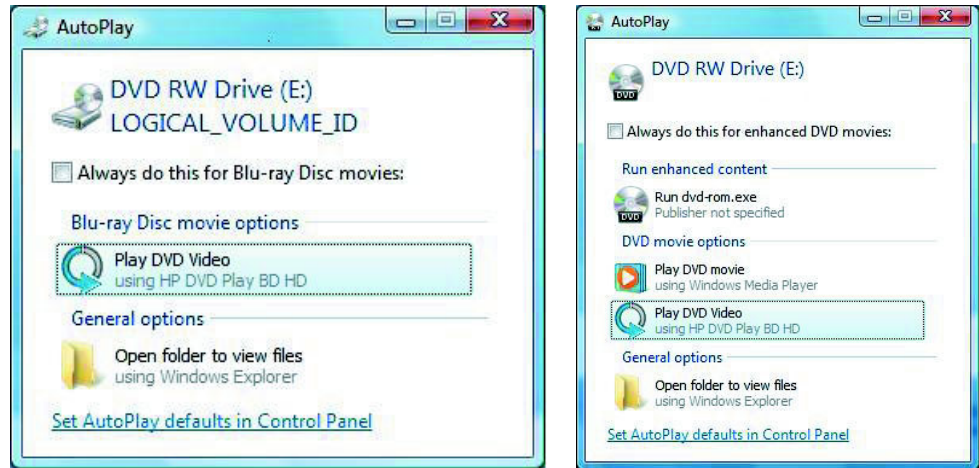 AutoPlay
DVD RW Drive (E:)
LOGICAL_VOLUME_ID
Always do this for Blu-ray Disc movies:
Blu-ray Disc movie options
Play DVD Video
using HP DVD Play BD HD
General options
Open folder to view files
using Windows Explorer
Set AutoPlay defaults in Control Panel
AutoPlay
DVD RW Drive (E:)
DVD
Always do this for enhanced DVD movies:
Run enhanced content
Run dvd-rom.exe
DVD
Publisher not specified
DVD movie options
Play DVD movie
using Windows Media Player
Play DVD Video
using HP DVD Play BD HD
General options
Open folder to view files
using Windows Explorer
Set AutoPlay defaults in Control Panel